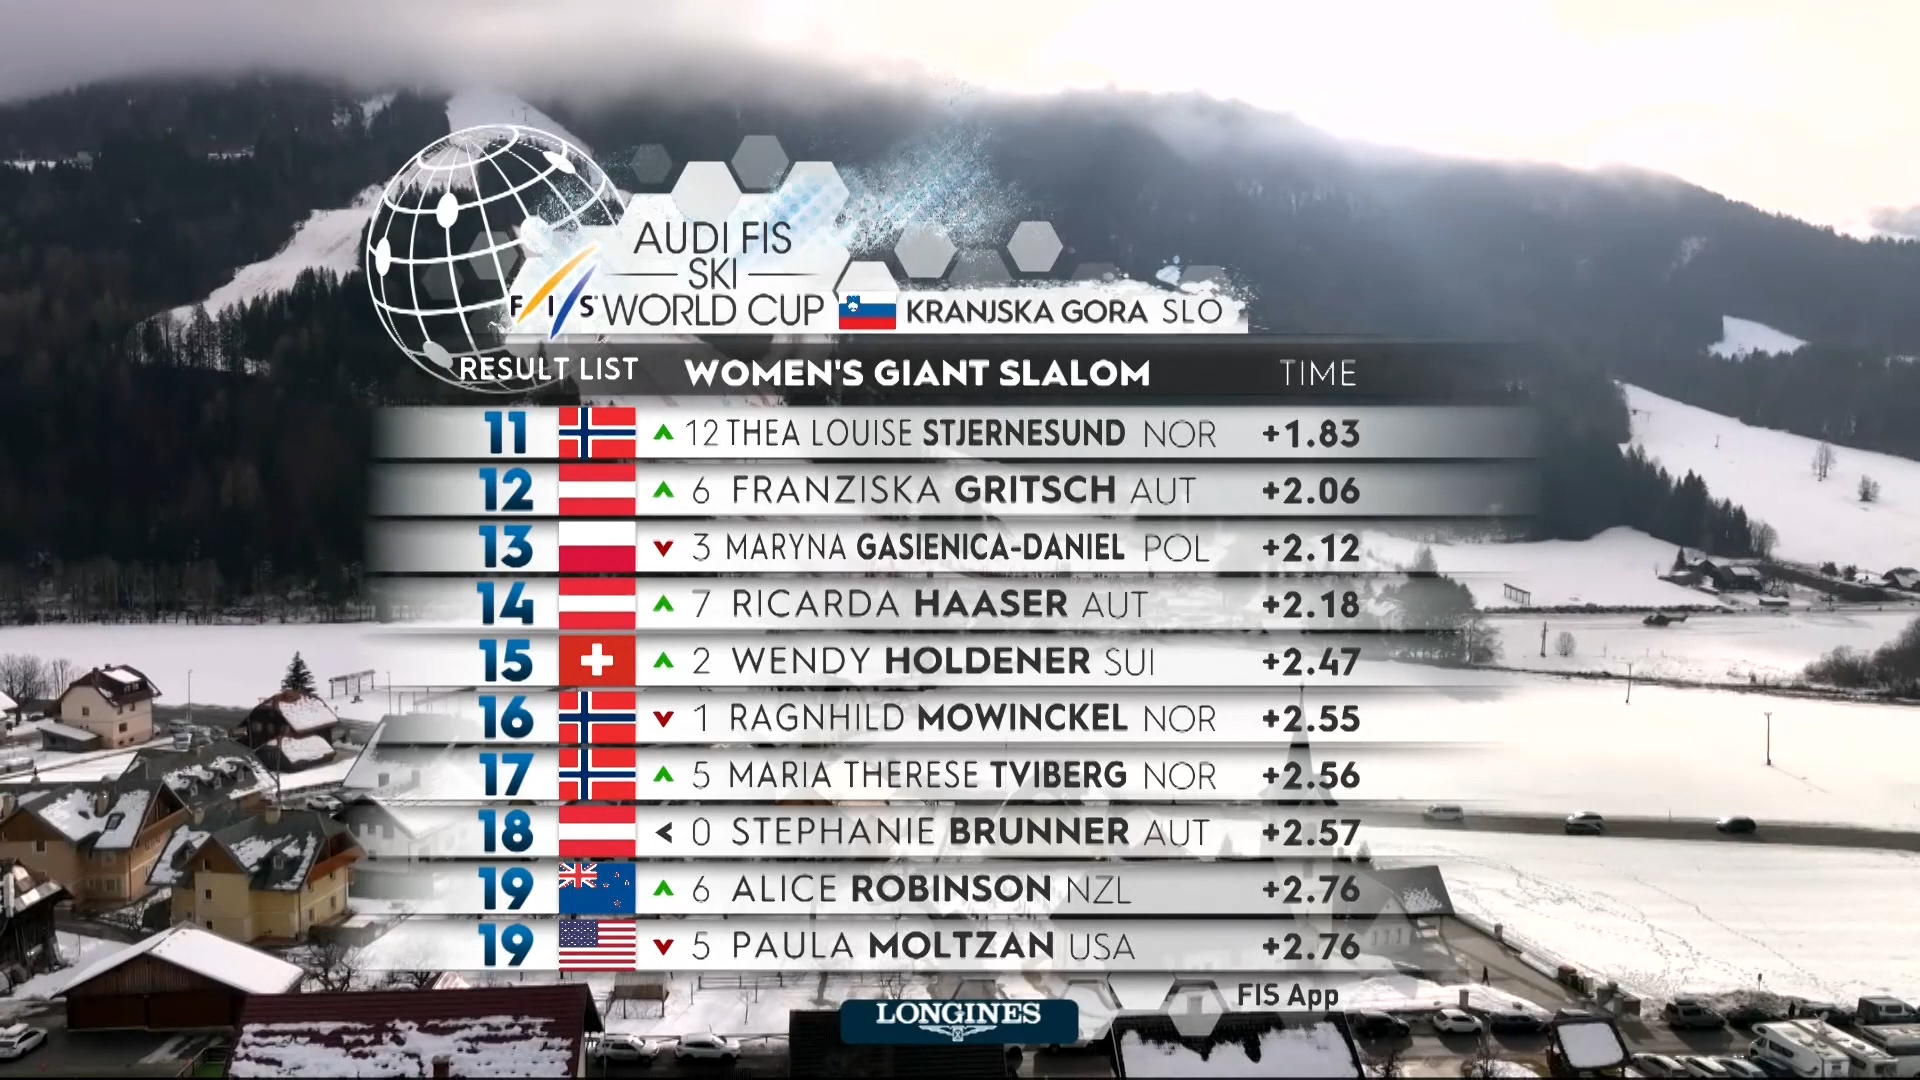 AUDI FIS
SKI
WORLD CUP
FIS
KRANJSKA GORA SLO
RESULT LIST WOMEN'S GIANT SLALOM TIME
11 12 THEA LOUISE STJERNESUND NOR +1.83
12 6 FRANZISKA GRITSCH AUT +2.06
13 3 MARYNA GASIENICA-DANIEL POL +2.12
14 7 RICARDA HAASER AUT +2.18
15 2 WENDY HOLDENER SUI +2.47
16 1 RAGNHILD MOWINCKEL NOR +2.55
17 5 MARIA THERESE TVIBERG NOR +2.56
18 0 STEPHANIE BRUNNER AUT +2.57
19 6 ALICE ROBINSON NZL +2.76
19 5 PAULA MOLTZAN USA +2.76
FIS App
LONGINES